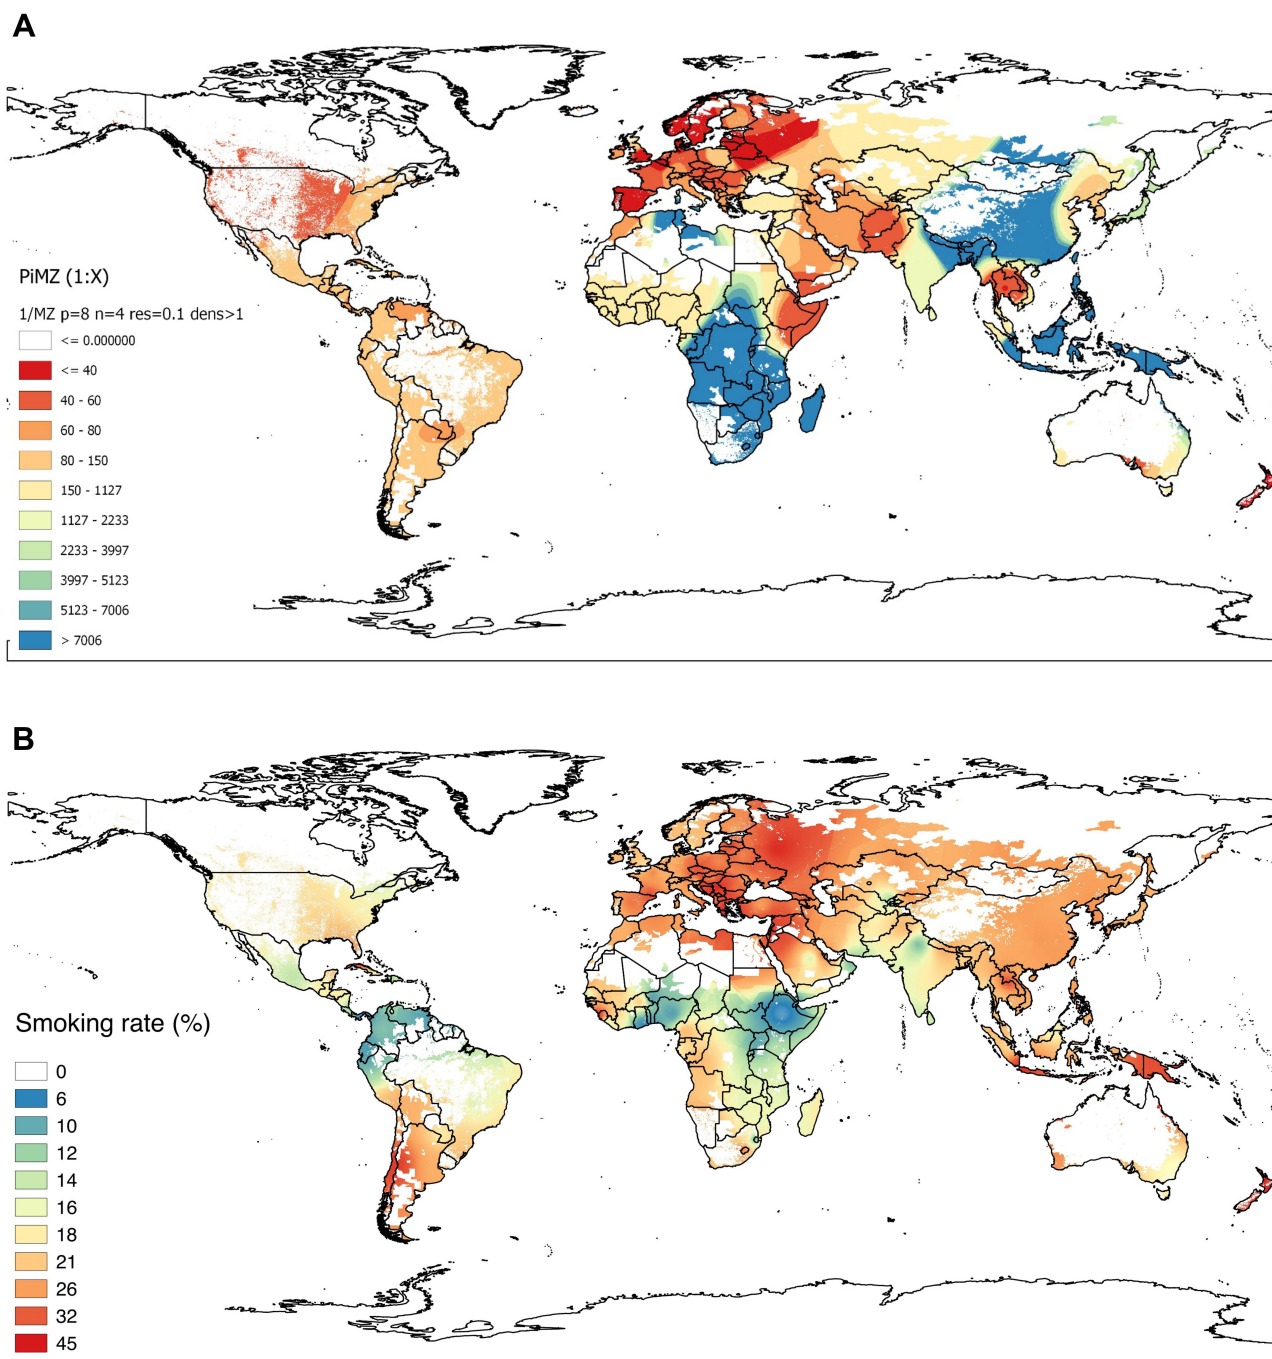 A
PiMZ (1:X)
1/MZ p=8 n=4 res=0.1 dens>1
<= 0.000000
<= 40
40 - 60
60 - 80
80 - 150
150 - 1127
1127 - 2233
2233 - 3997
3997 - 5123
5123 - 7006
> 7006
B
Smoking rate (%)
0
6
10
12
14
16
18
21
26
32
45